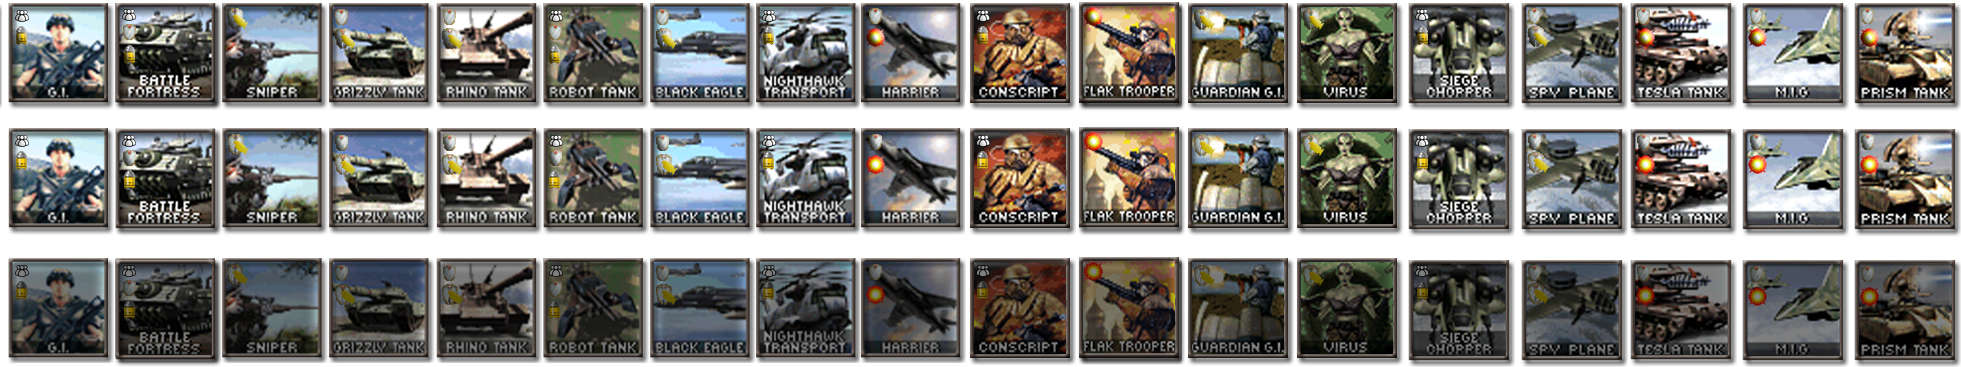 G.I.
BATTLE
FORTRESS
SNIPER
GRIZZLY TANK
RHINO TANK
ROBOT TANK
BLACK EAGLE
NIGHTHAWK
TRANSPORT
HARRIER
CONSCRIPT
FLAK TROOPER
GUARDIAN G.I.
VIRUS
SIEGE
CHOPPER
SPY PLANE
TESLA TANK
M.I.G
PRISM TANK
G.I.
BATTLE
FORTRESS
SNIPER
GRIZZLY TANK
RHINO TANK
ROBOT TANK
BLACK EAGLE
NIGHTHAWK
TRANSPORT
HARRIER
CONSCRIPT
FLAK TROOPER
GUARDIAN G.I.
VIRUS
SIEGE
CHOPPER
SPY PLANE
TESLA TANK
M.I.G
PRISM TANK
G.I.
BATTLE
FORTRESS
SNIPER
GRIZZLY TANK
RHINO TANK
ROBOT TANK
BLACK EAGLE
NIGHTHAWK
TRANSPORT
HARRIER
CONSCRIPT
FLAK TROOPER
GUARDIAN G.I.
VIRUS
SIEGE
CHOPPER
SPY PLANE
TESLA TANK
M.I.G
PRISM TANK